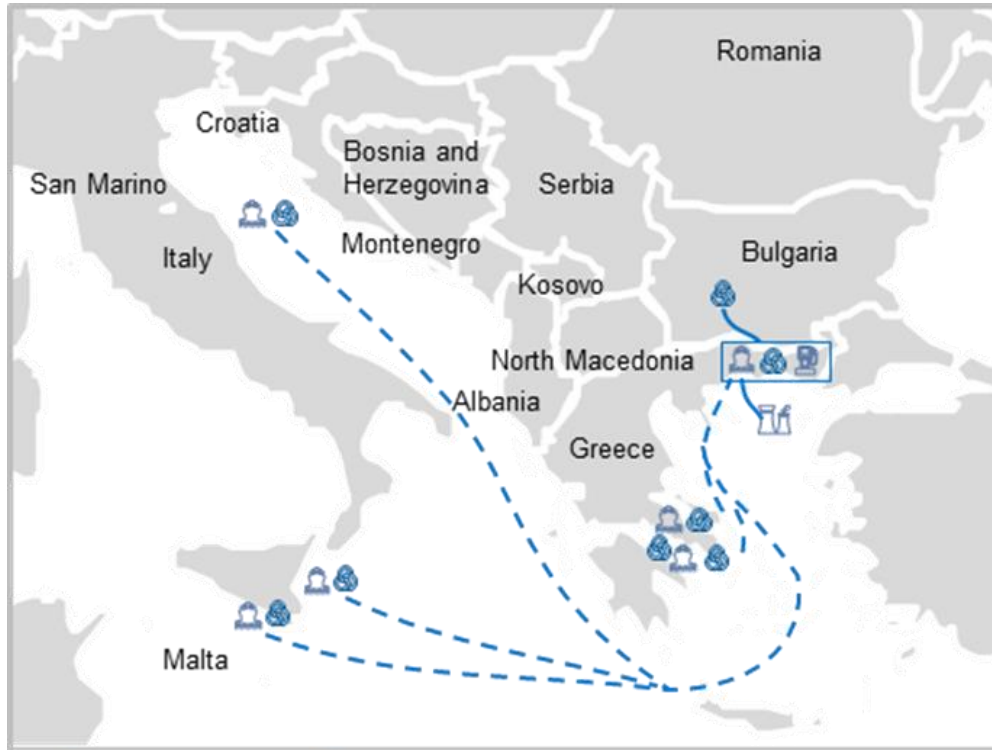 Romania
Croatia
Bosnia and
Herzegovina
San Marino
Serbia
Montenegro
Italy
Bulgaria
Kosovo
North Macedonia
Albania
Greece
Malta